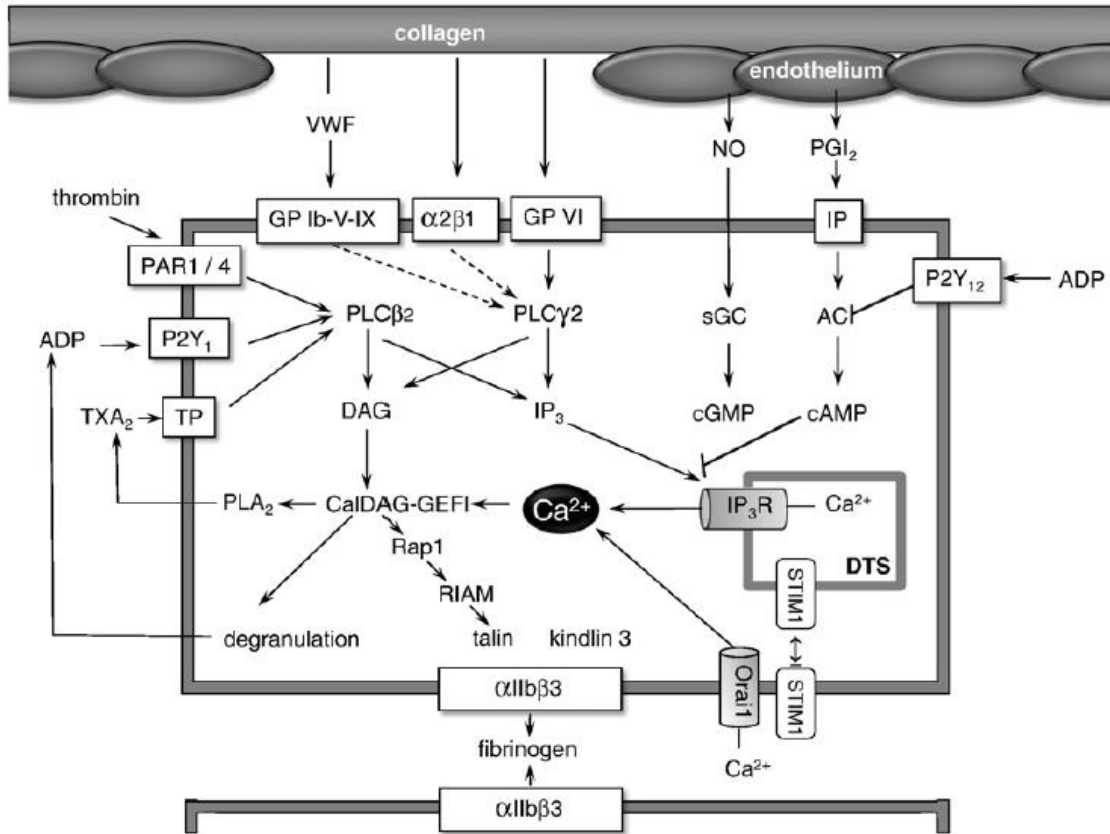 collagen
endothelium
VWF
NO
PGI₂
thrombin
GP Ib-V-IX
α2β1
GP VI
IP
PAR1 / 4
P2Y₁₂
ADP
PLCβ2
PLCγ2
sGC
AC
ADP
P2Y₁
TXA₂
TP
DAG
IP₃
cGMP
cAMP
PLA₂
CalDAG-GEFI
Ca²⁺
IP₃R
Ca²⁺
Rap1
DTS
RIAM
STIM1
degranulation
talin
kindlin 3
αIIbβ3
Orai1
STIM1
fibrinogen
Ca²⁺
αIIbβ3